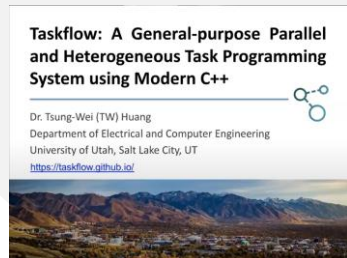 Taskflow: A General-purpose Parallel
and Heterogeneous Task Programming
System using Modern C++
Dr. Tsung-Wei (TW) Huang
Department of Electrical and Computer Engineering
University of Utah, Salt Lake City, UT
https://taskflow.github.io/